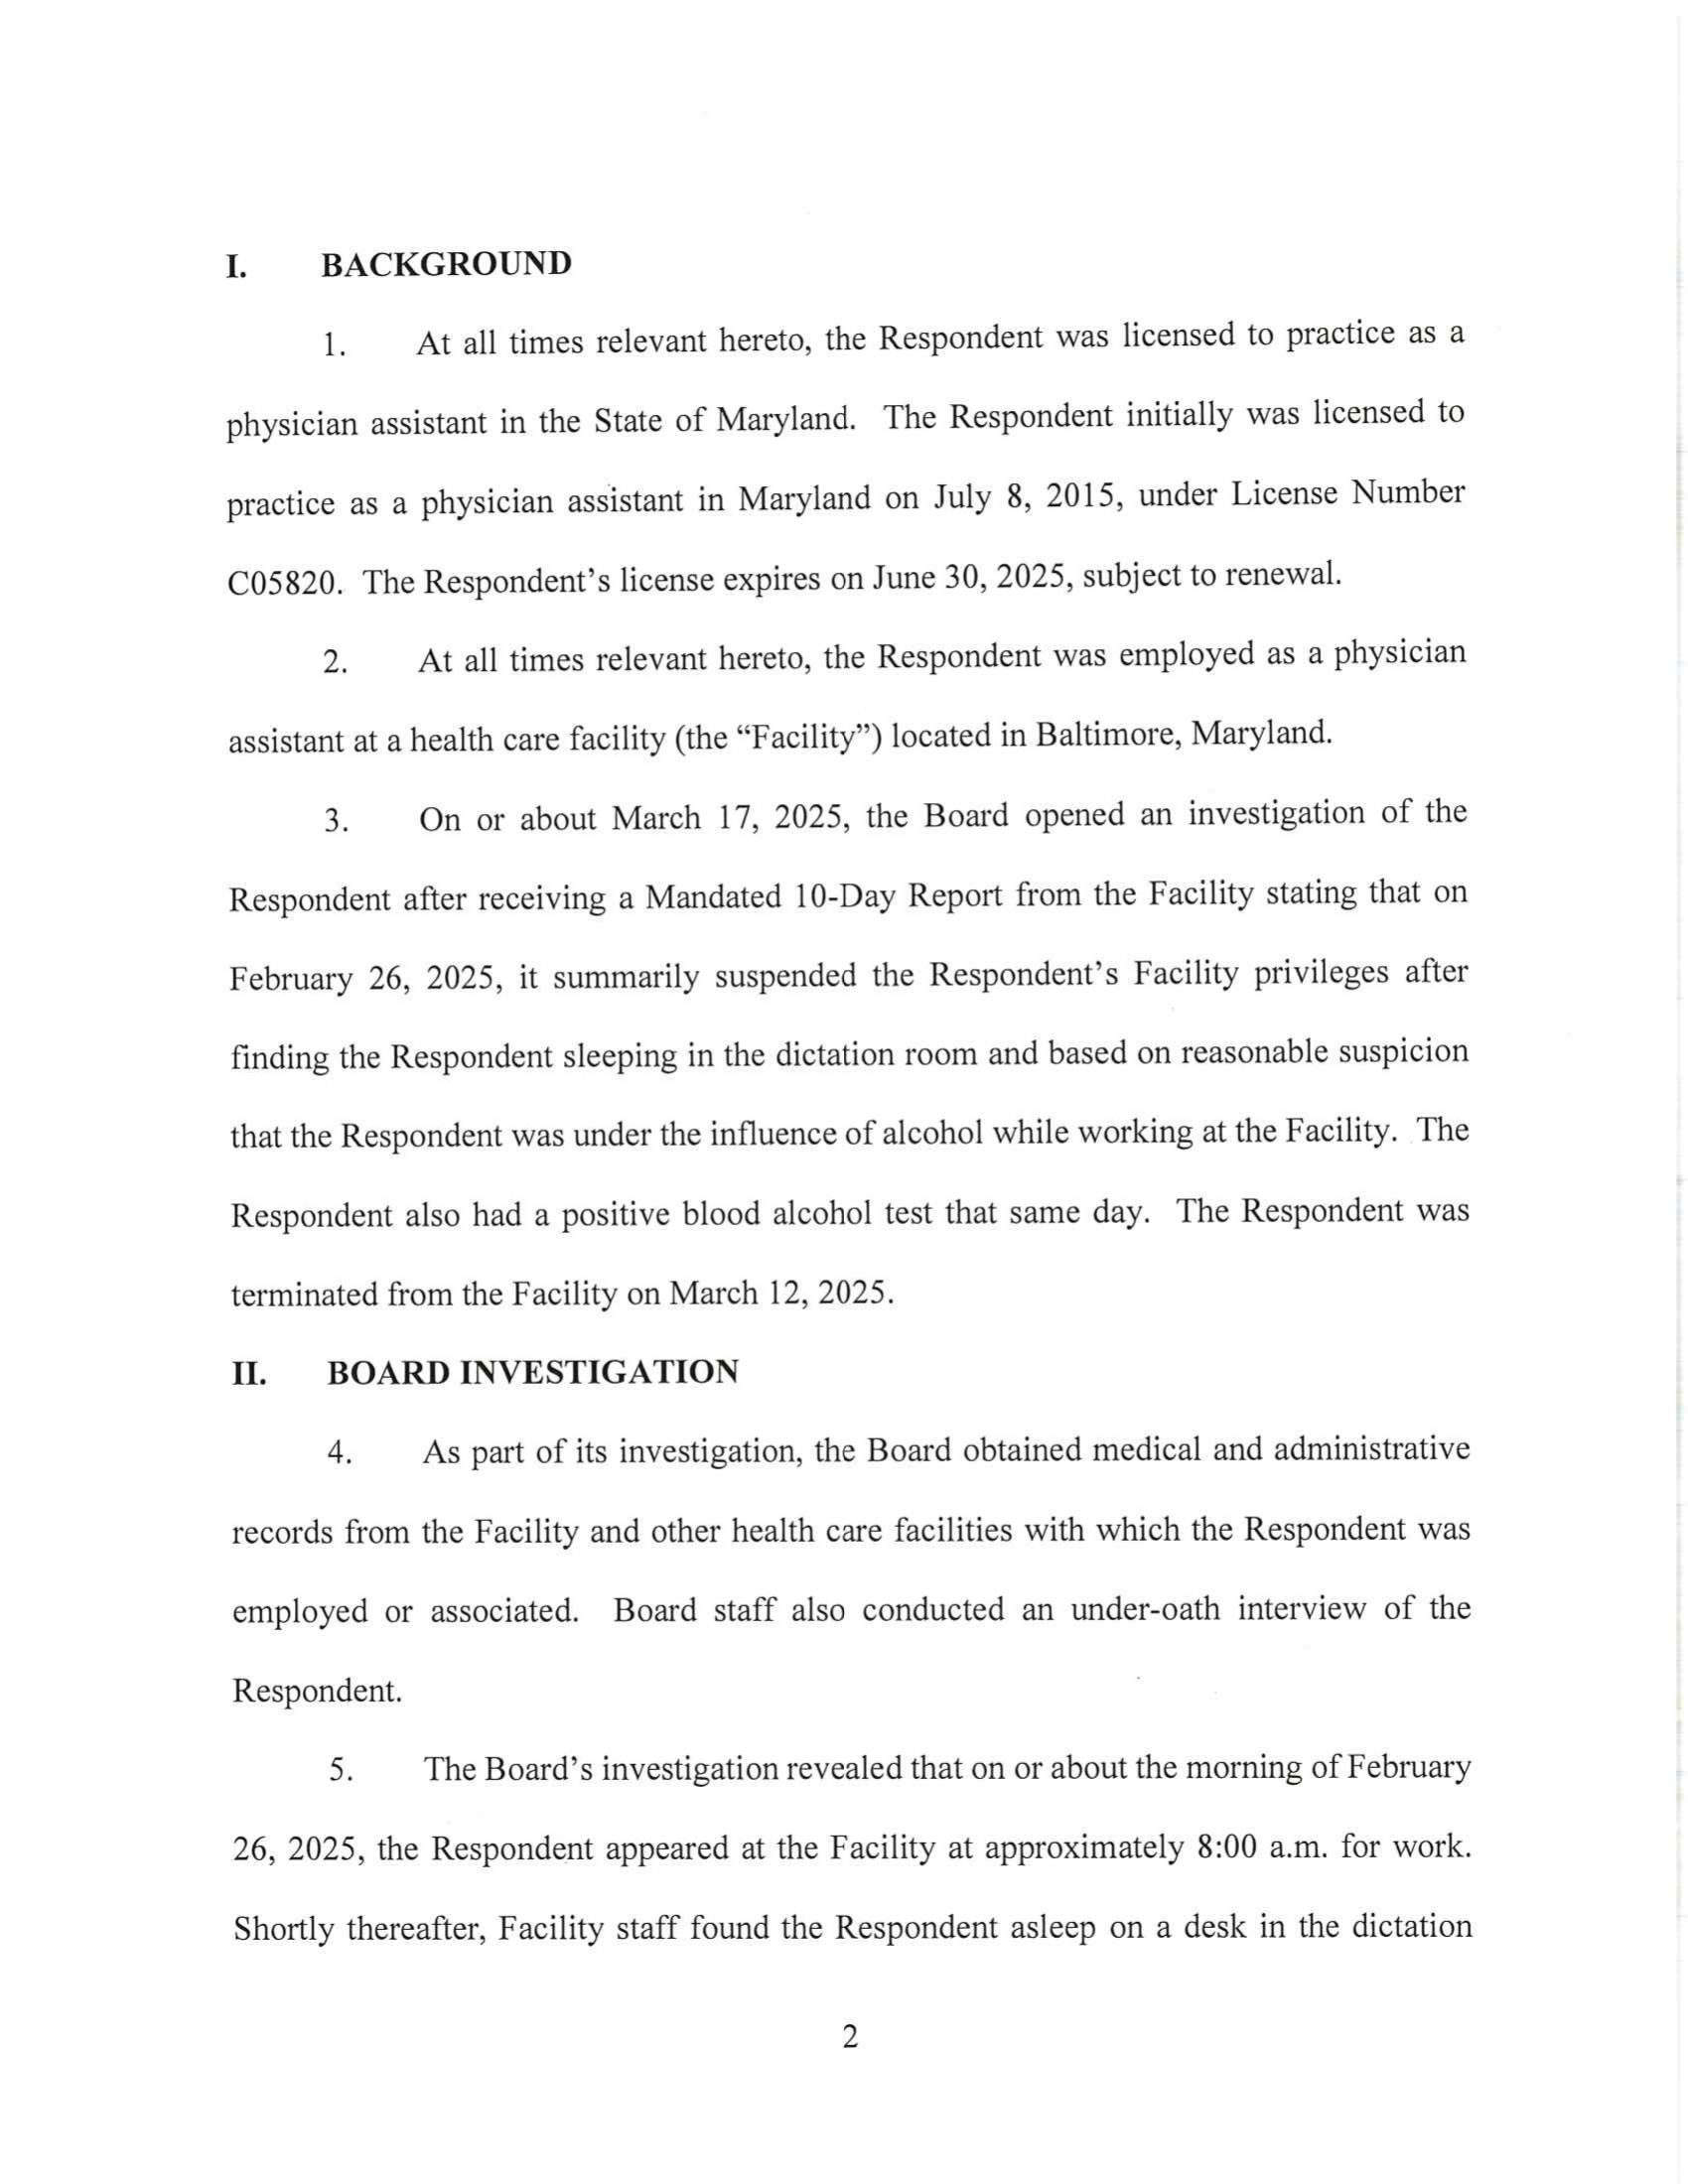 I. BACKGROUND
1. At all times relevant hereto, the Respondent was licensed to practice as a
physician assistant in the State of Maryland. The Respondent initially was licensed to
practice as a physician assistant in Maryland on July 8, 2015, under License Number
C05820. The Respondent’s license expires on June 30, 2025, subject to renewal.
2. At all times relevant hereto, the Respondent was employed as a physician
assistant at a health care facility (the “Facility”) located in Baltimore, Maryland.
3. On or about March 17, 2025, the Board opened an investigation of the
Respondent after receiving a Mandated 10-Day Report from the Facility stating that on
February 26, 2025, it summarily suspended the Respondent’s Facility privileges after
finding the Respondent sleeping in the dictation room and based on reasonable suspicion
that the Respondent was under the influence of alcohol while working at the Facility. The
Respondent also had a positive blood alcohol test that same day. The Respondent was
terminated from the Facility on March 12, 2025.
II. BOARD INVESTIGATION
4. As part of its investigation, the Board obtained medical and administrative
records from the Facility and other health care facilities with which the Respondent was
employed or associated. Board staff also conducted an under-oath interview of the
Respondent.
5. The Board’s investigation revealed that on or about the morning of February
26, 2025, the Respondent appeared at the Facility at approximately 8:00 a.m. for work.
Shortly thereafter, Facility staff found the Respondent asleep on a desk in the dictation
2